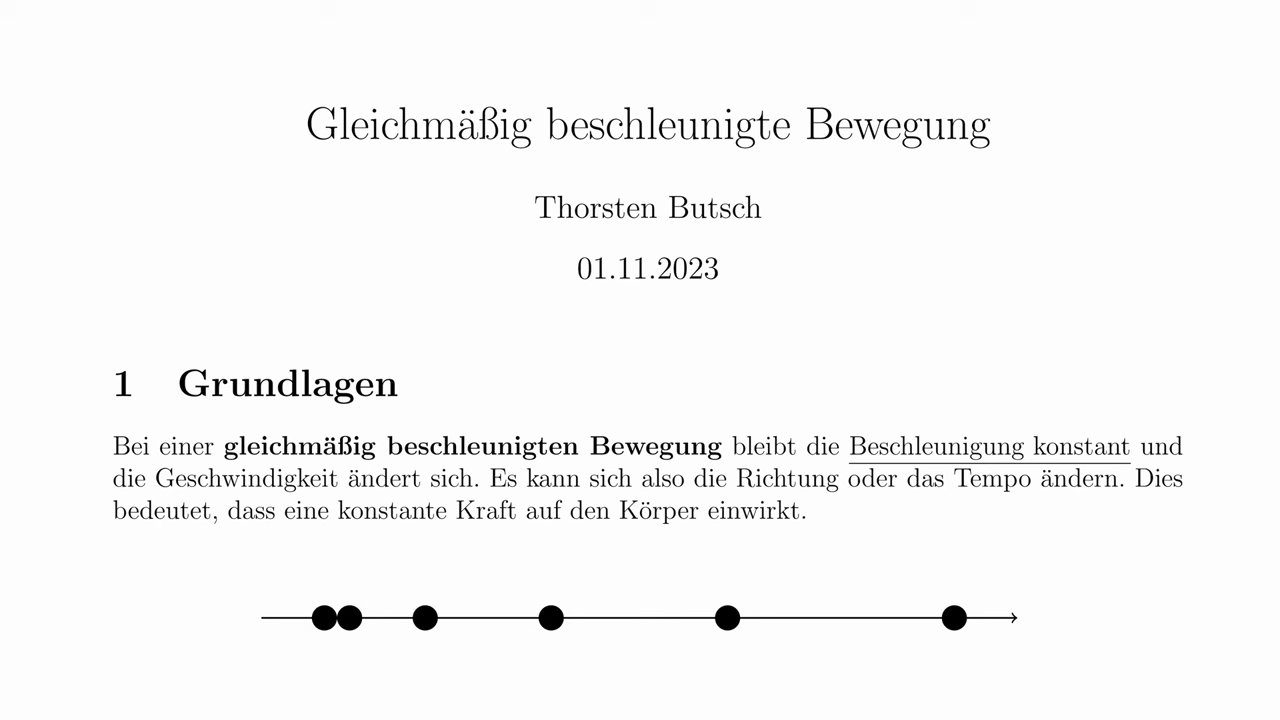 Gleichmäßig beschleunigte Bewegung
Thorsten Butsch
01.11.2023
1 Grundlagen
Bei einer gleichmäßig beschleunigten Bewegung bleibt die Beschleunigung konstant und
die Geschwindigkeit ändert sich. Es kann sich also die Richtung oder das Tempo ändern. Dies
bedeutet, dass eine konstante Kraft auf den Körper einwirkt.